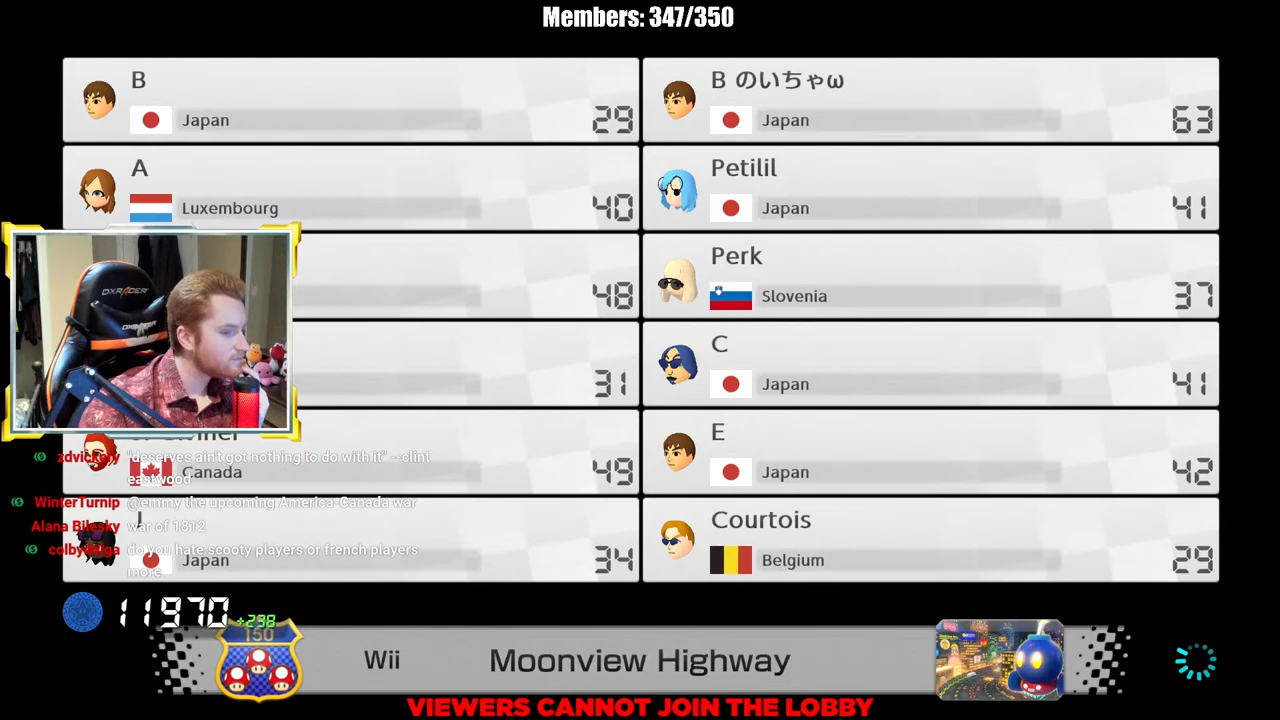 Members: 347/350
B
Japan
29
B のいちゃω
Japan
63
A
Luxembourg
40
Petilil
Japan
41
48
Perk
Slovenia
37
31
C
Japan
41
Canada
49
E
Japan
42
J
Japan
34
Courtois
Belgium
29
DXRACER
zdvickery "deserves ain't got nothing to do with it" --clint
eastwood
WinterTurnip @emmy the upcoming America-Canada war
Alana Bilesky war of 1812
do you hate scooty players or french players
more
11970 +298
150
Wii
Moonview Highway
VIEWERS CANNOT JOIN THE LOBBY